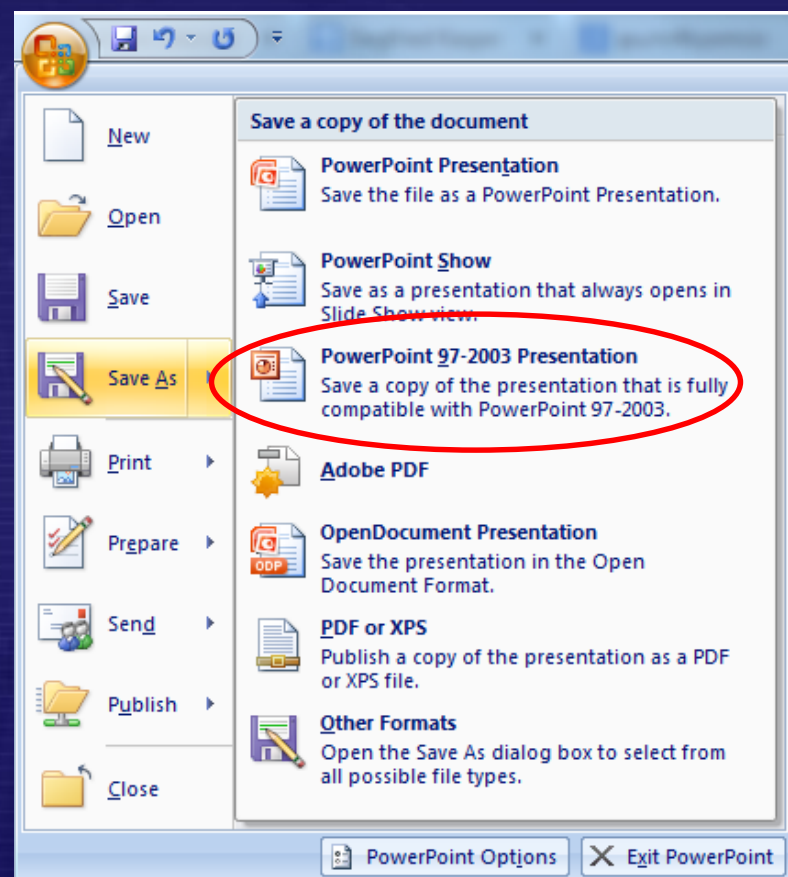 New
Open
Save
Save As
Print
Prepare
Send
Publish
Close
Save a copy of the document
PowerPoint Presentation
Save the file as a PowerPoint Presentation.
PowerPoint Show
Save as a presentation that always opens in
Slide Show view.
PowerPoint 97-2003 Presentation
Save a copy of the presentation that is fully
compatible with PowerPoint 97-2003.
Adobe PDF
OpenDocument Presentation
ODP
Save the presentation in the Open
Document Format.
PDF or XPS
Publish a copy of the presentation as a PDF
or XPS file.
Other Formats
Open the Save As dialog box to select from
all possible file types.
PowerPoint Options
Exit PowerPoint